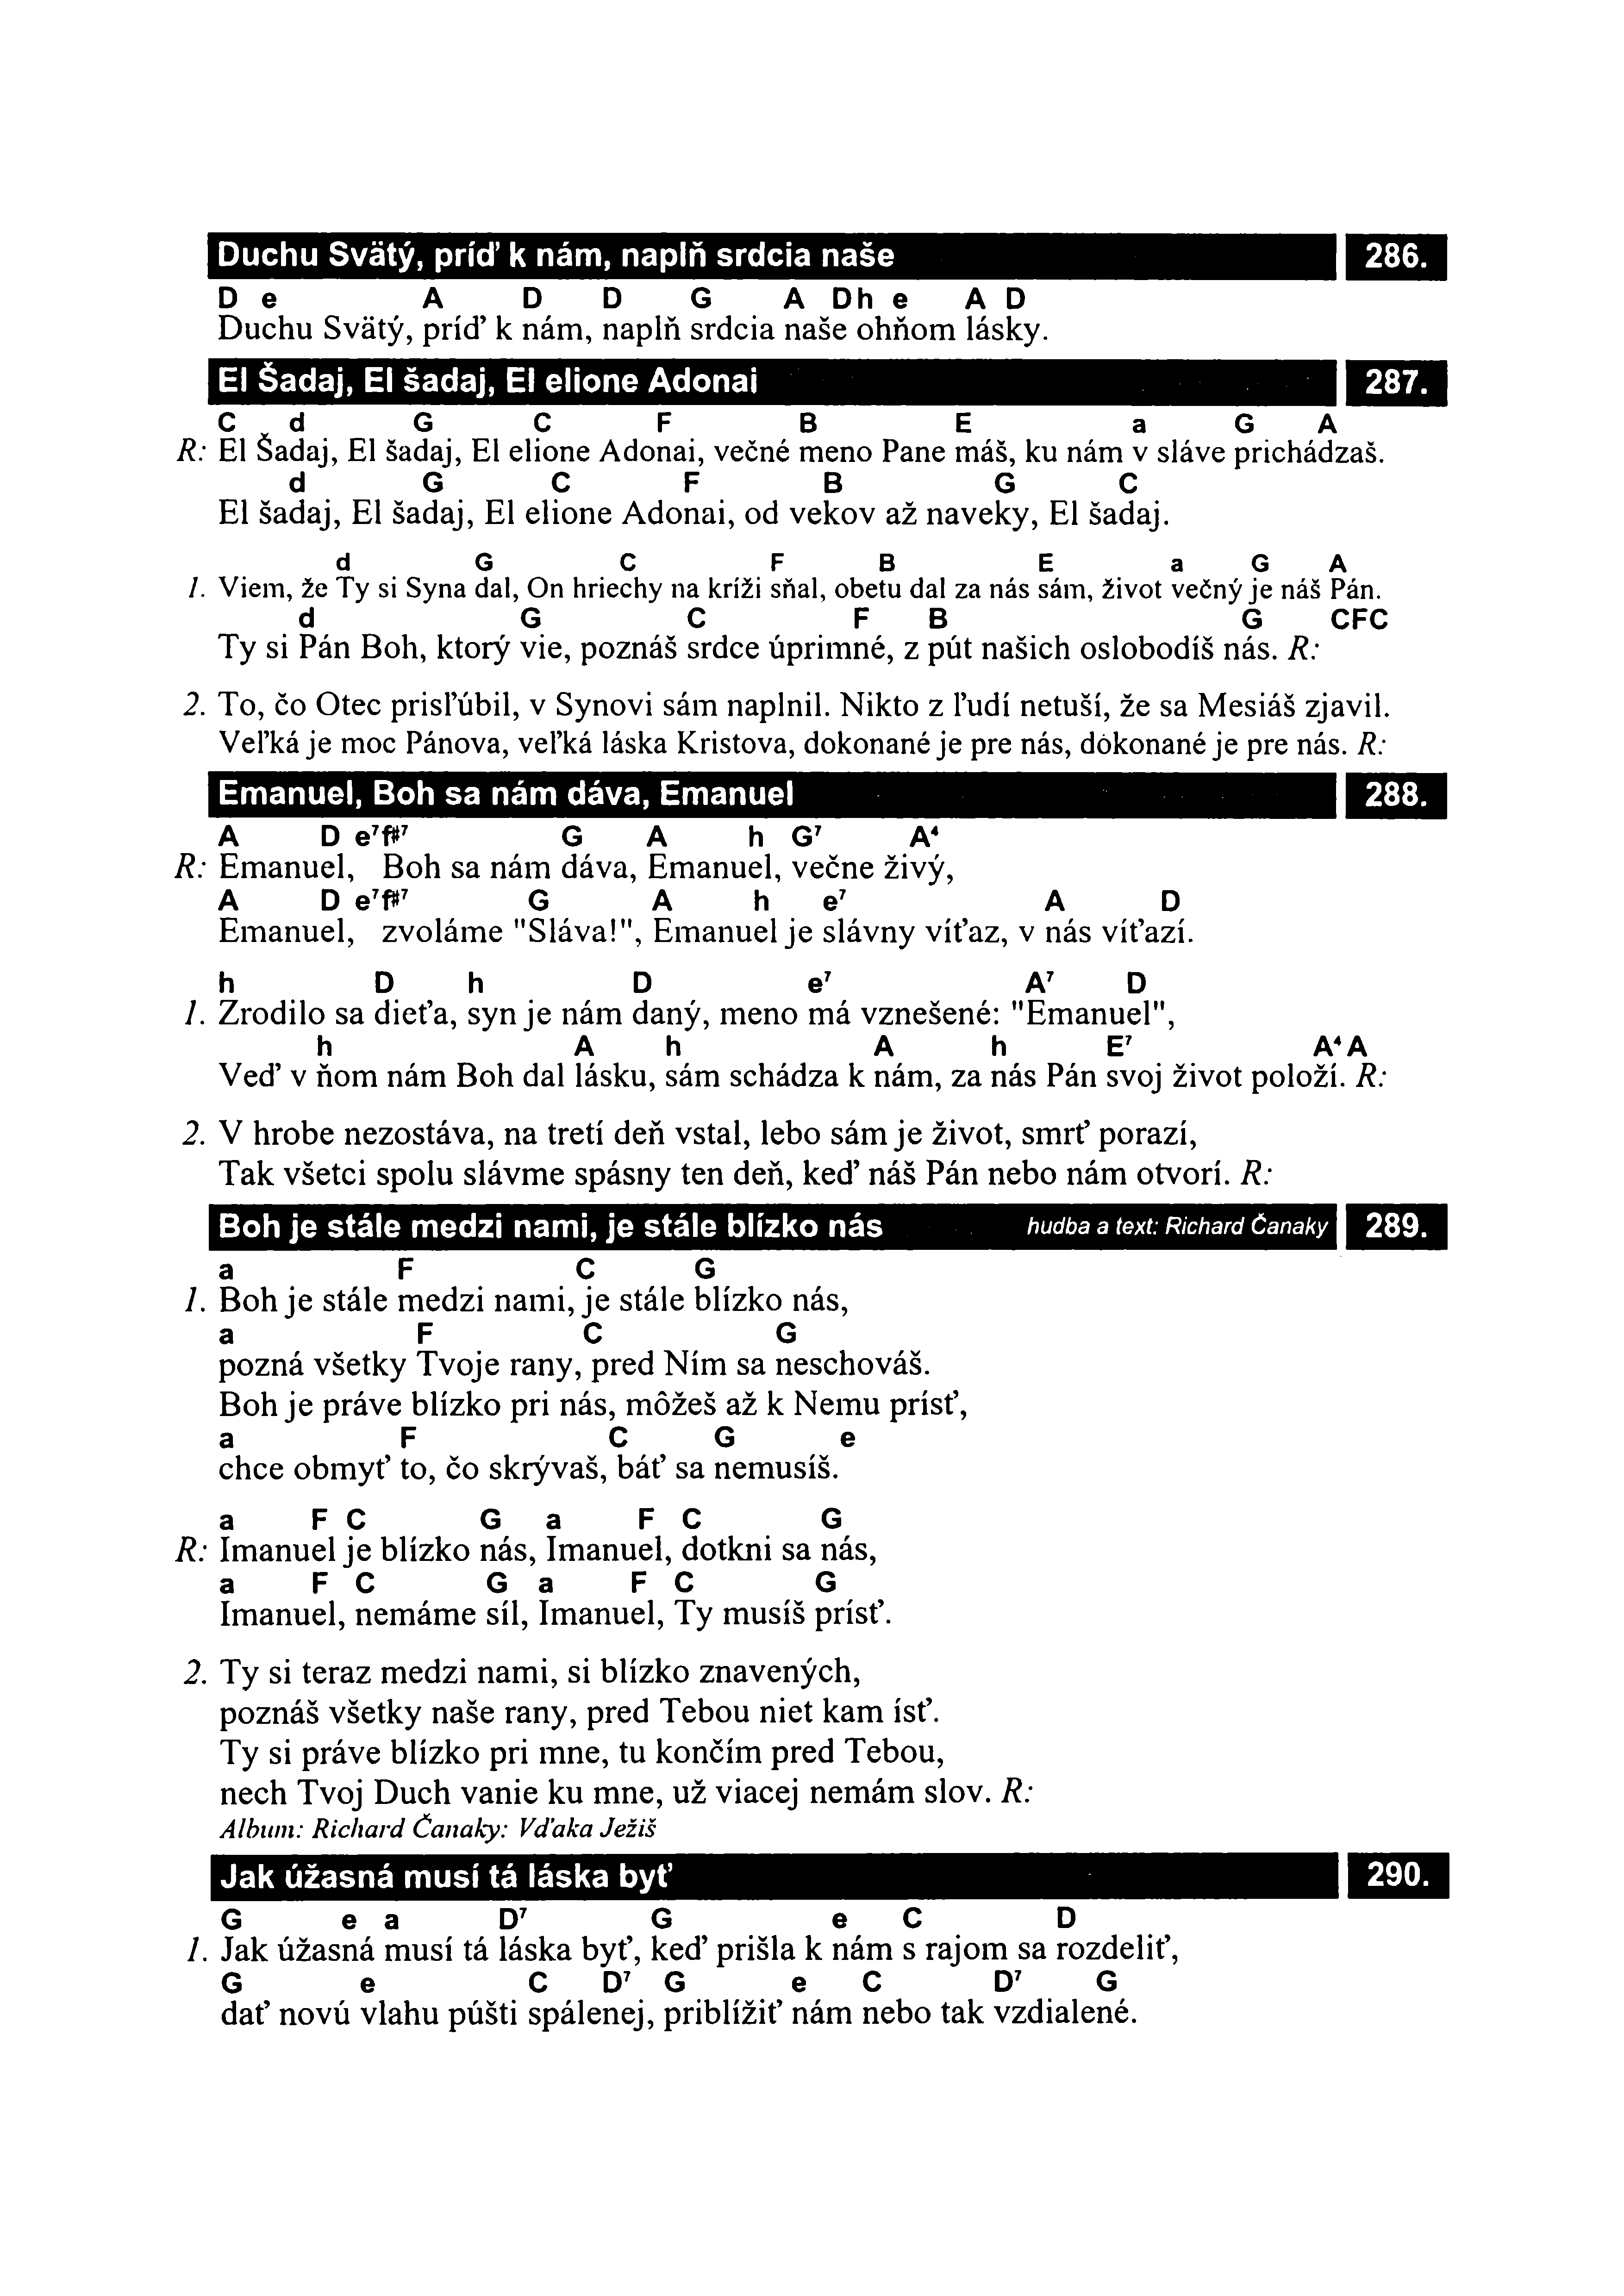 Duchu Svätý, príď k nám, naplň srdcia naše 286.
D e A D D G A D h e A D
Duchu Svätý, príď k nám, naplň srdcia naše ohňom lásky.
El Šadaj, El šadaj, El elione Adonai 287.
C d G C F B E a G A
R: El Šadaj, El šadaj, El elione Adonai, večné meno Pane máš, ku nám v sláve prichádzaš.
d G C F B G C
El šadaj, El šadaj, El elione Adonai, od vekov až naveky, El šadaj.
d G C F B E a G A
1. Viem, že Ty si Syna dal, On hriechy na kríži sňal, obetu dal za nás sám, život večný je náš Pán.
d G C F B G CFC
Ty si Pán Boh, ktorý vie, poznáš srdce úprimné, z pút našich oslobodíš nás. R:
2. To, čo Otec prisľúbil, v Synovi sám naplnil. Nikto z ľudí netuší, že sa Mesiáš zjavil.
Veľká je moc Pánova, veľká láska Kristova, dokonané je pre nás, dokonané je pre nás. R:
Emanuel, Boh sa nám dáva, Emanuel 288.
A D e⁷f#⁷ G A h G⁷ A⁴
R: Emanuel, Boh sa nám dáva, Emanuel, večne živý,
A D e⁷f#⁷ G A h e⁷ A D
Emanuel, zvoláme "Sláva!", Emanuel je slávny víťaz, v nás víťazí.
h D h D e⁷ A⁷ D
1. Zrodilo sa dieťa, syn je nám daný, meno má vznešené: "Emanuel",
h A h A h E⁷ A⁴ A
Veď v ňom nám Boh dal lásku, sám schádza k nám, za nás Pán svoj život položí. R:
2. V hrobe nezostáva, na tretí deň vstal, lebo sám je život, smrť porazí,
Tak všetci spolu slávme spásny ten deň, keď náš Pán nebo nám otvorí. R:
Boh je stále medzi nami, je stále blízko nás hudba a text: Richard Čanaky 289.
a F C G
1. Boh je stále medzi nami, je stále blízko nás,
a F C G
pozná všetky Tvoje rany, pred Ním sa neschováš.
Boh je práve blízko pri nás, môžeš až k Nemu prísť,
a F C G e
chce obmyť to, čo skrývaš, báť sa nemusíš.
a F C G a F C G
R: Imanuel je blízko nás, Imanuel, dotkni sa nás,
a F C G a F C G
Imanuel, nemáme síl, Imanuel, Ty musíš prísť.
2. Ty si teraz medzi nami, si blízko znavených,
poznáš všetky naše rany, pred Tebou niet kam ísť.
Ty si práve blízko pri mne, tu končím pred Tebou,
nech Tvoj Duch vanie ku mne, už viacej nemám slov. R:
Album: Richard Čanaky: Vďaka Ježiš
Jak úžasná musí tá láska byť 290.
G e a D⁷ G e C D
1. Jak úžasná musí tá láska byť, keď prišla k nám s rajom sa rozdeliť,
G e C D⁷ G e C D⁷ G
dať novú vlahu púšti spálenej, priblížiť nám nebo tak vzdialené.